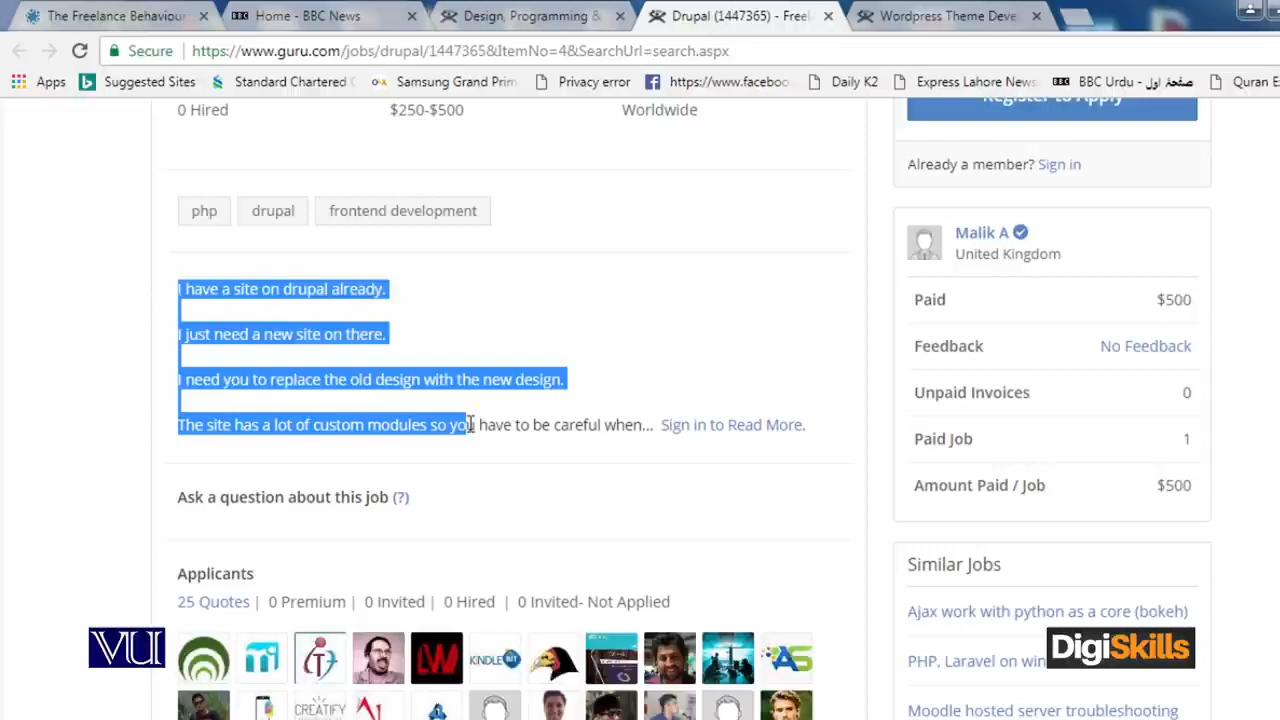 The Freelance Behaviour
Home - BBC News
Design, Programming &
Drupal (1447365) - Freel
Wordpress Theme Deve
Secure
https://www.guru.com/jobs/drupal/1447365&ItemNo=4&SearchUrl=search.aspx
Apps
Suggested Sites
Standard Chartered
Samsung Grand Prim
Privacy error
https://www.facebo
Daily K2
Express Lahore News
BBC Urdu - صفحۂ اول
Quran E
0 Hired
$250-$500
Worldwide
Register to Apply
Already a member? Sign in
php
drupal
frontend development
Malik A
United Kingdom
I have a site on drupal already.
I just need a new site on there.
I need you to replace the old design with the new design.
The site has a lot of custom modules so you have to be careful when... Sign in to Read More.
Paid $500
Feedback No Feedback
Unpaid Invoices 0
Paid Job 1
Amount Paid / Job $500
Ask a question about this job (?)
Applicants
25 Quotes | 0 Premium | 0 Invited | 0 Hired | 0 Invited- Not Applied
Similar Jobs
Ajax work with python as a core (bokeh)
PHP, Laravel on win
Moodle hosted server troubleshooting
VU
DigiSkills
LW
KINDLEBIT
AS
CREATIFY